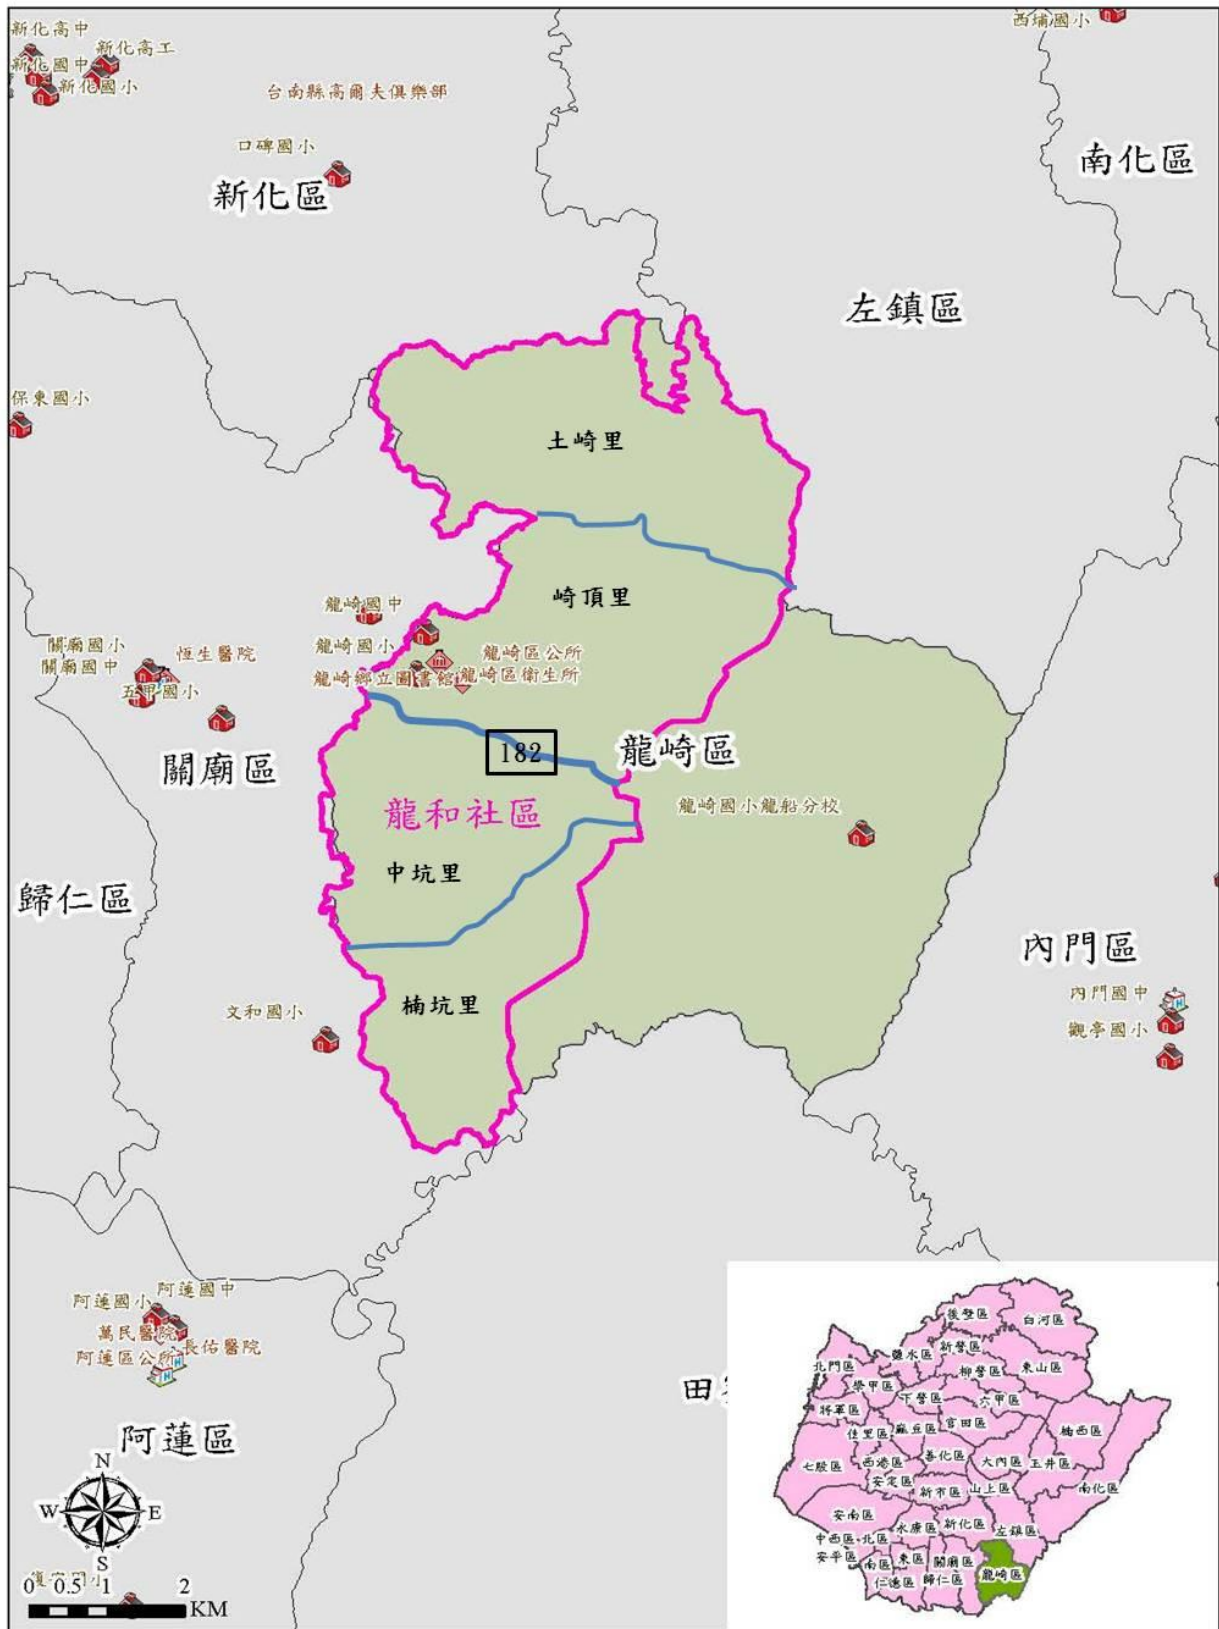 新化高中
新化高工
新化國中
新化國小
西埔國小
台南縣高爾夫俱樂部
口碑國小
新化區
南化區
左鎮區
保東國小
土崎里
崎頂里
龍崎國中
龍崎國小
龍崎區公所
龍崎鄉立圖書館
龍崎區衛生所
關廟國小
關廟國中
恆生醫院
五甲國小
關廟區
182
龍崎區
龍和社區
龍崎國小龍船分校
中坑里
歸仁區
內門區
楠坑里
文和國小
內門國中
觀亭國小
阿蓮國小
阿蓮國中
萬民醫院
長佑醫院
阿蓮區公所
阿蓮區
田
N
W
E
S
0 0.5 1 2
KM
後壁區
白河區
北門區
鹽水區
新營區
柳營區
東山區
學甲區
下營區
六甲區
將軍區
佳里區
麻豆區
官田區
楠西區
七股區
西港區
善化區
大內區
玉井區
安定區
新市區
山上區
南化區
安南區
永康區
新化區
左鎮區
中西區
北區
安平區
南區
東區
關廟區
龍崎區
仁德區
歸仁區